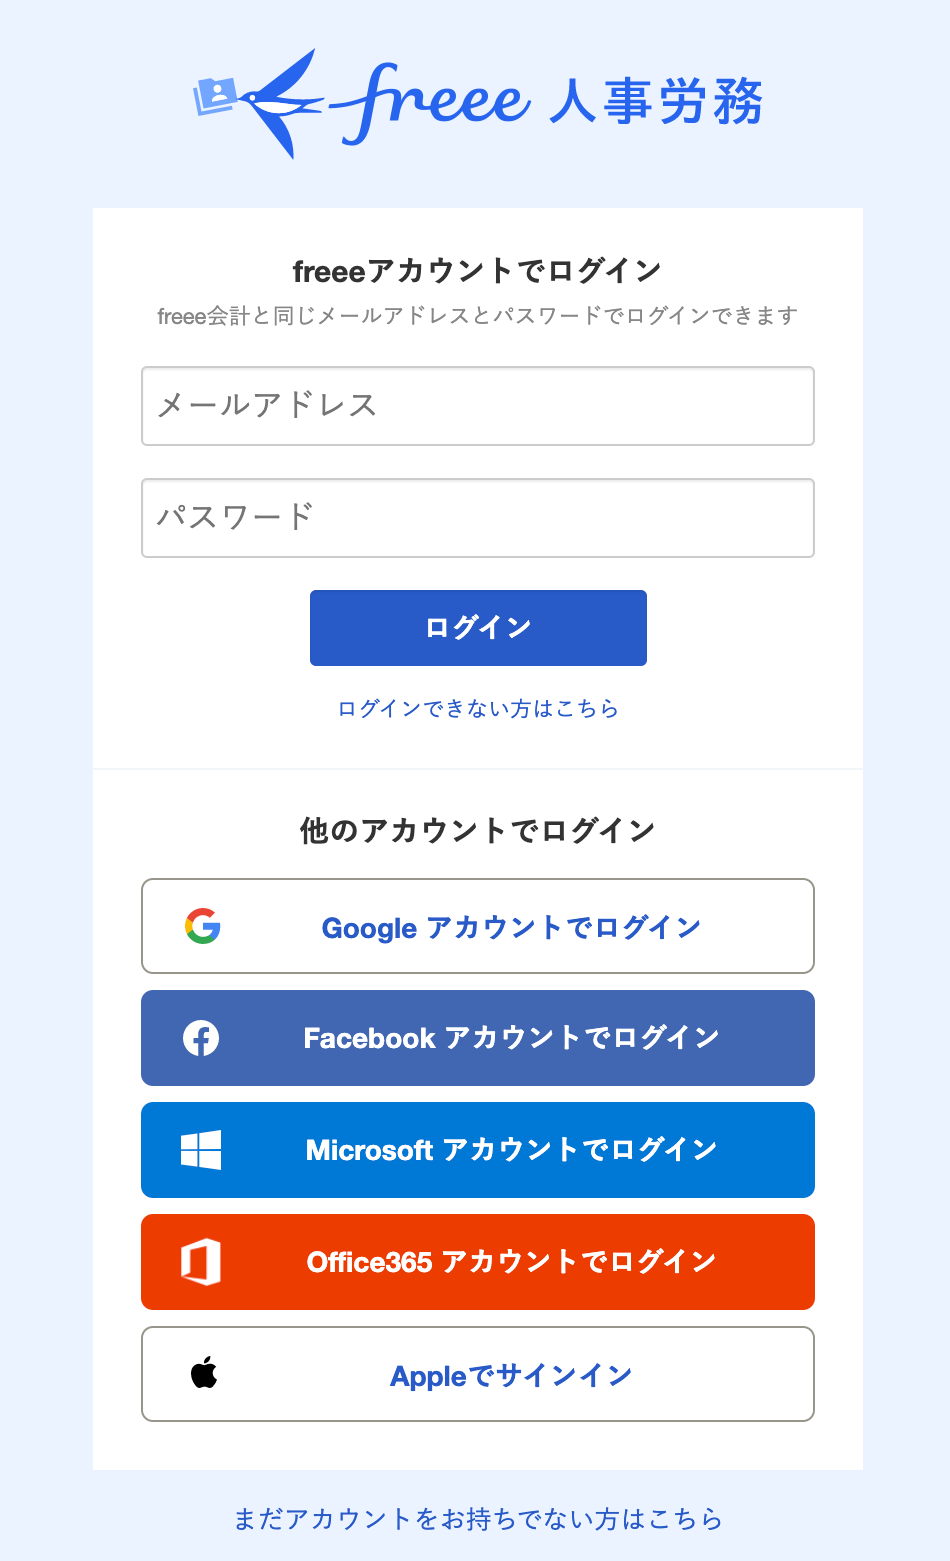 freee 人事労務
freeeアカウントでログイン
freee会計と同じメールアドレスとパスワードでログインできます
メールアドレス
パスワード
ログイン
ログインできない方はこちら
他のアカウントでログイン
Google アカウントでログイン
Facebook アカウントでログイン
Microsoft アカウントでログイン
Office365 アカウントでログイン
Appleでサインイン
まだアカウントをお持ちでない方はこちら